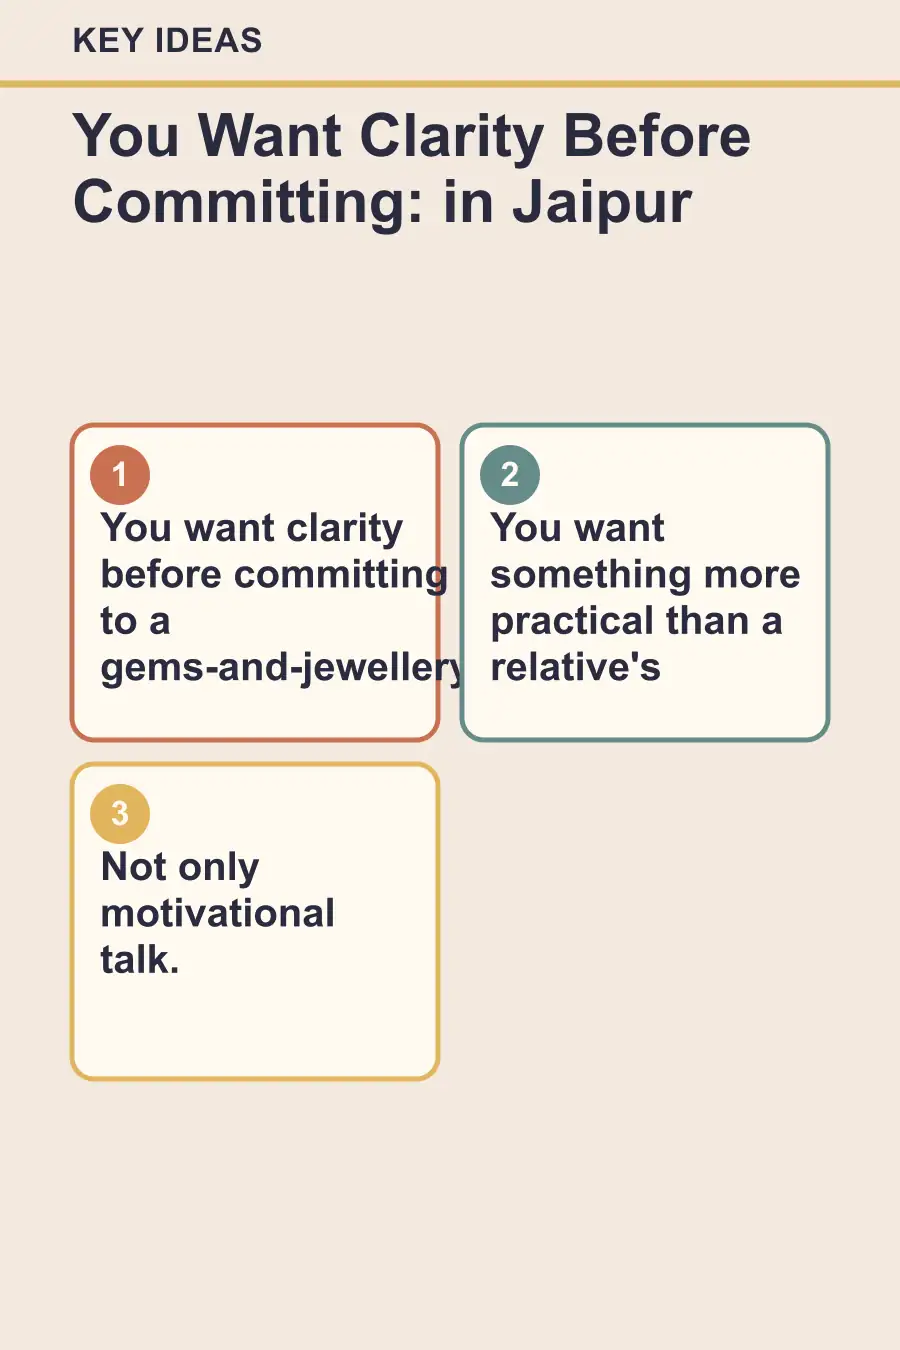 KEY IDEAS
You Want Clarity Before
Committing: in Jaipur
1
You want clarity
before committing
to a
gems-and-jewellery
2
You want
something more
practical than a
relative's
3
Not only
motivational
talk.